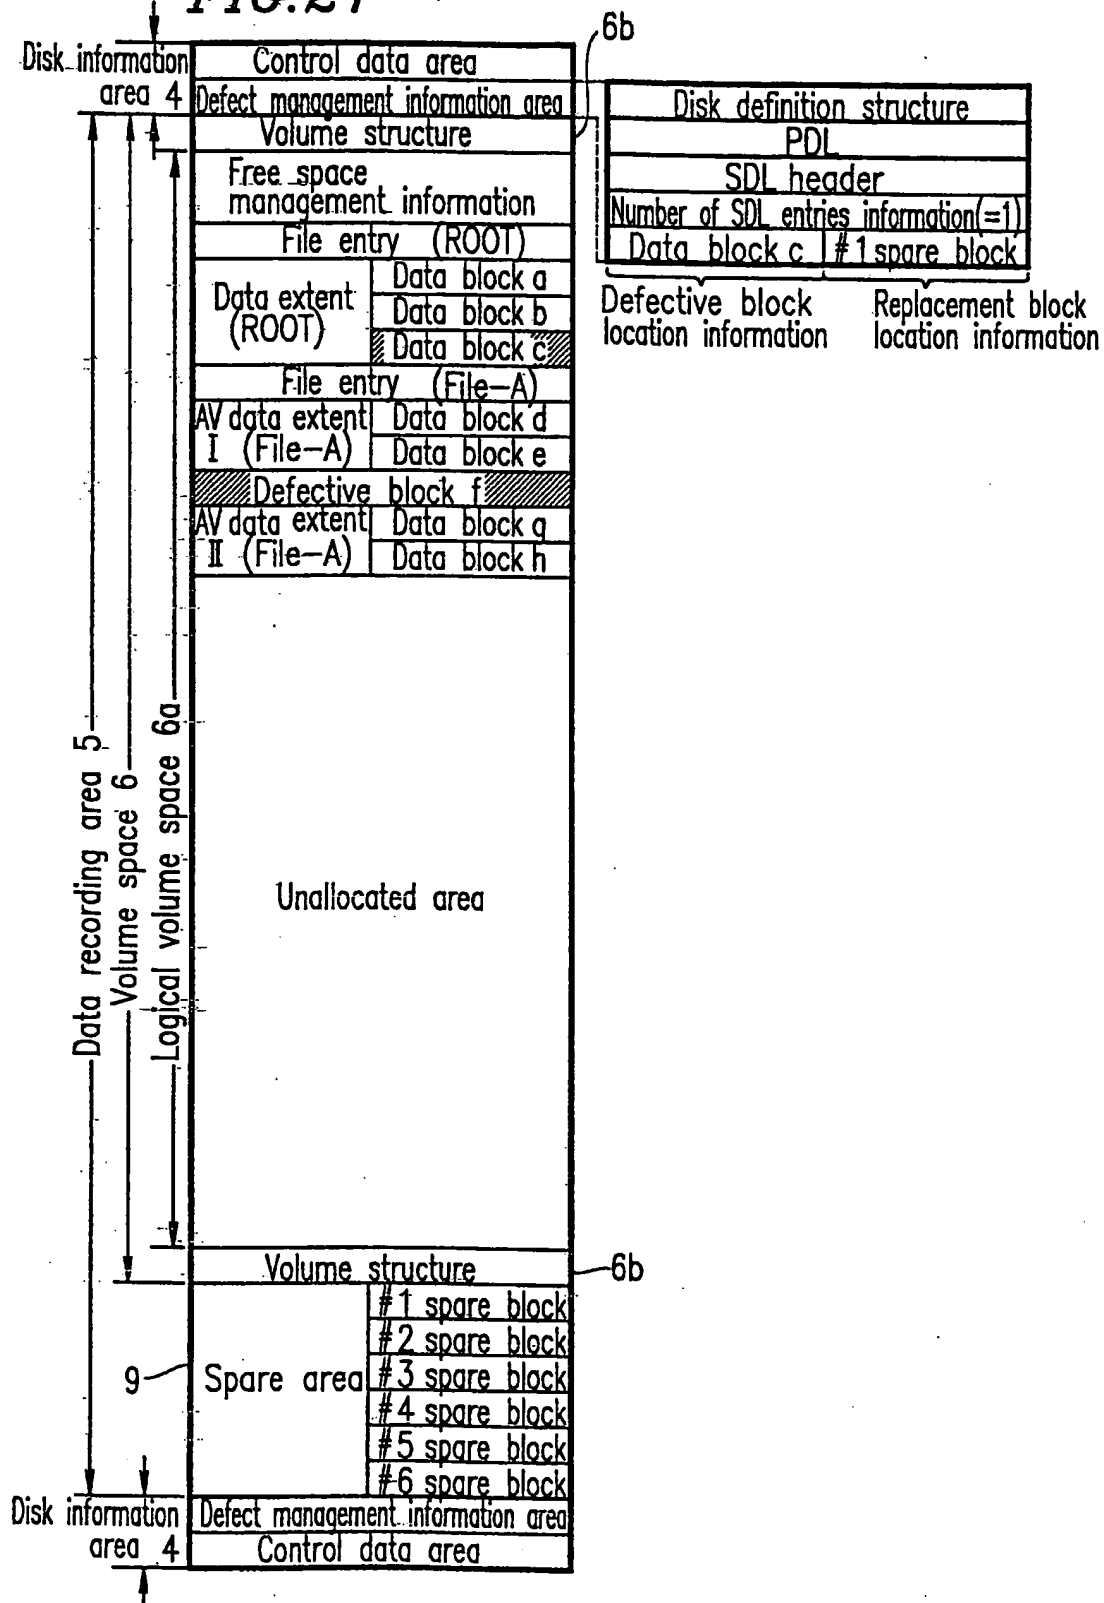 FIG. 27
6b
Disk information
area 4
Control data area
Defect management information area
Volume structure
Free space
management information
File entry (ROOT)
Data extent
(ROOT)
Data block a
Data block b
Data block c
File entry (File-A)
AV data extent
I (File-A)
Data block d
Data block e
Defective block f
AV data extent
II (File-A)
Data block g
Data block h
Unallocated area
Volume structure
6b
Spare area
9
#1 spare block
#2 spare block
#3 spare block
#4 spare block
#5 spare block
#6 spare block
Disk information
area 4
Defect management information area
Control data area
Data recording area 5
Volume space 6
Logical volume space 6a
Disk definition structure
PDL
SDL header
Number of SDL entries information(=1)
Data block c
#1 spare block
Defective block
location information
Replacement block
location information